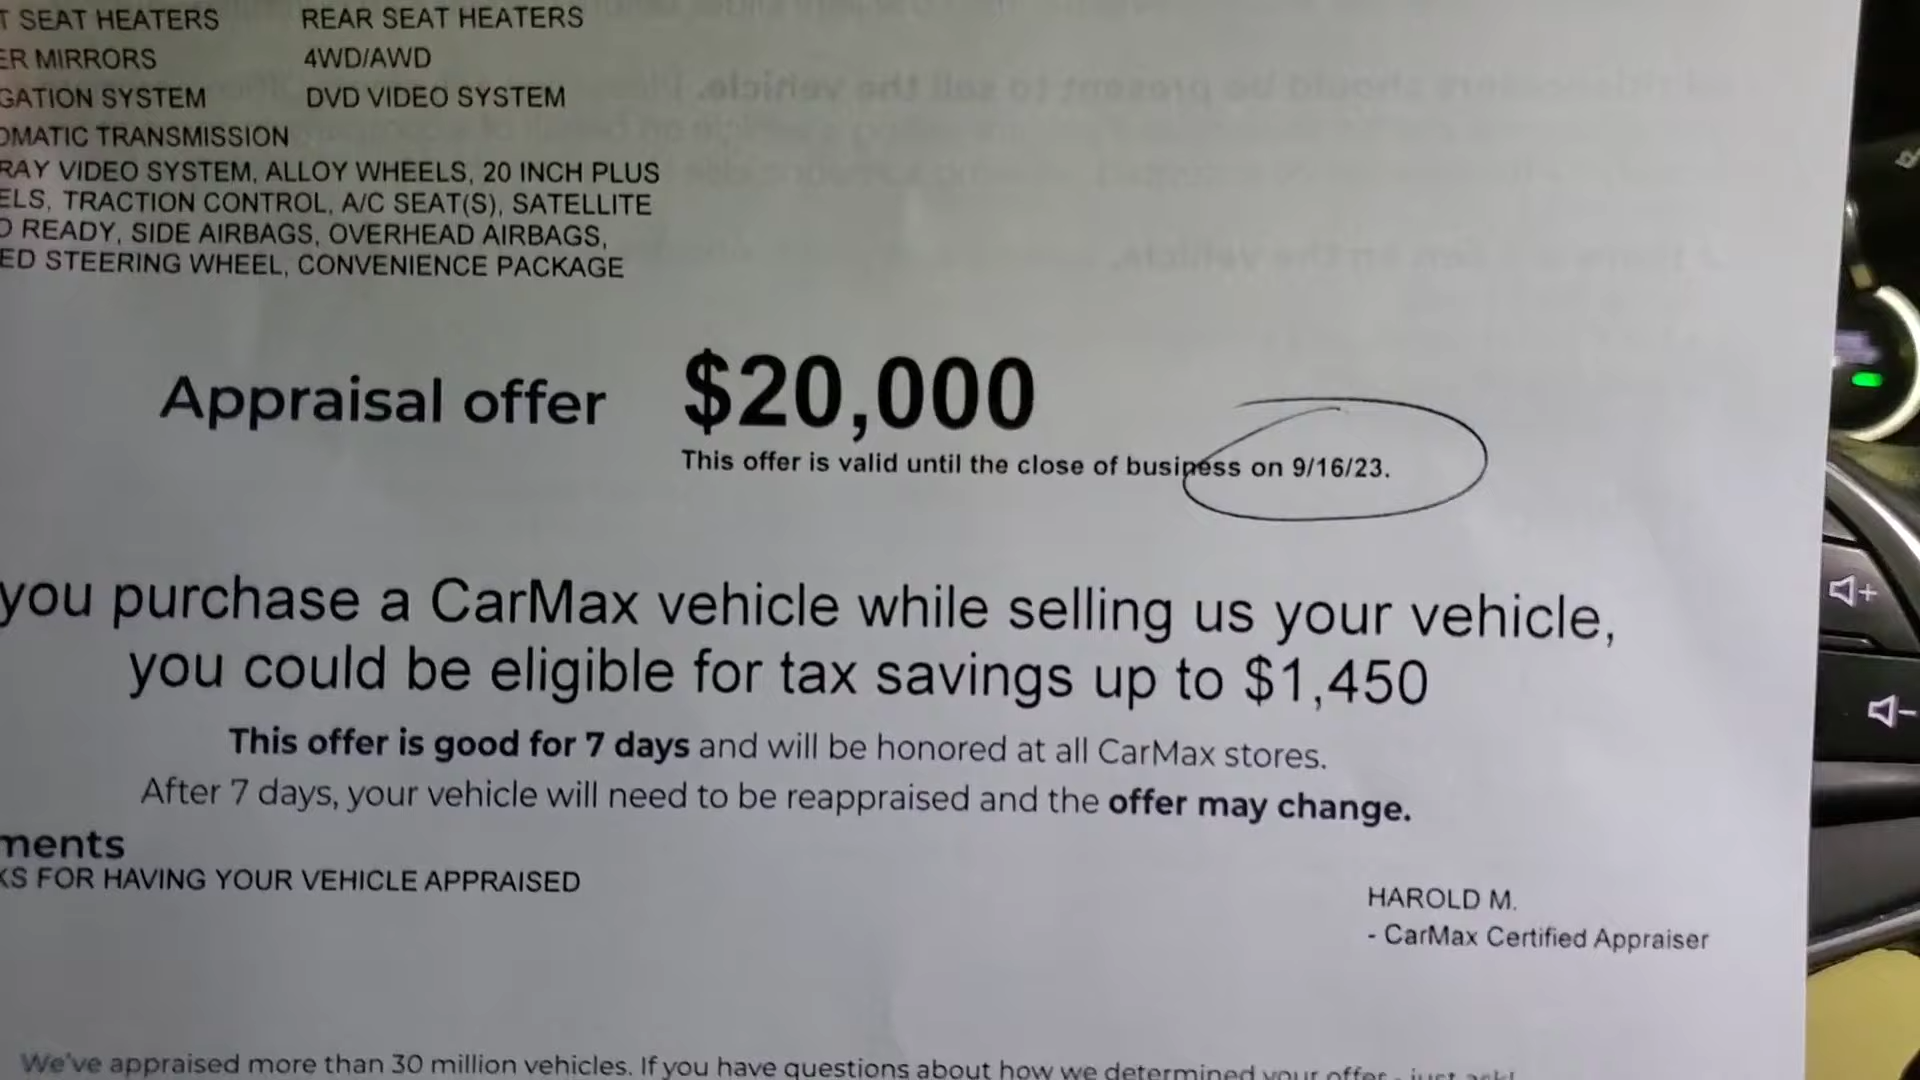 T SEAT HEATERS REAR SEAT HEATERS
ER MIRRORS 4WD/AWD
GATION SYSTEM DVD VIDEO SYSTEM
OMATIC TRANSMISSION
RAY VIDEO SYSTEM, ALLOY WHEELS, 20 INCH PLUS
ELS, TRACTION CONTROL, A/C SEAT(S), SATELLITE
O READY, SIDE AIRBAGS, OVERHEAD AIRBAGS,
ED STEERING WHEEL, CONVENIENCE PACKAGE
Appraisal offer $20,000
This offer is valid until the close of business on 9/16/23.
you purchase a CarMax vehicle while selling us your vehicle,
you could be eligible for tax savings up to $1,450
This offer is good for 7 days and will be honored at all CarMax stores.
After 7 days, your vehicle will need to be reappraised and the offer may change.
ments
KS FOR HAVING YOUR VEHICLE APPRAISED
HAROLD M.
- CarMax Certified Appraiser
We've appraised more than 30 million vehicles. If you have questions about how we determined your offer - just ask!